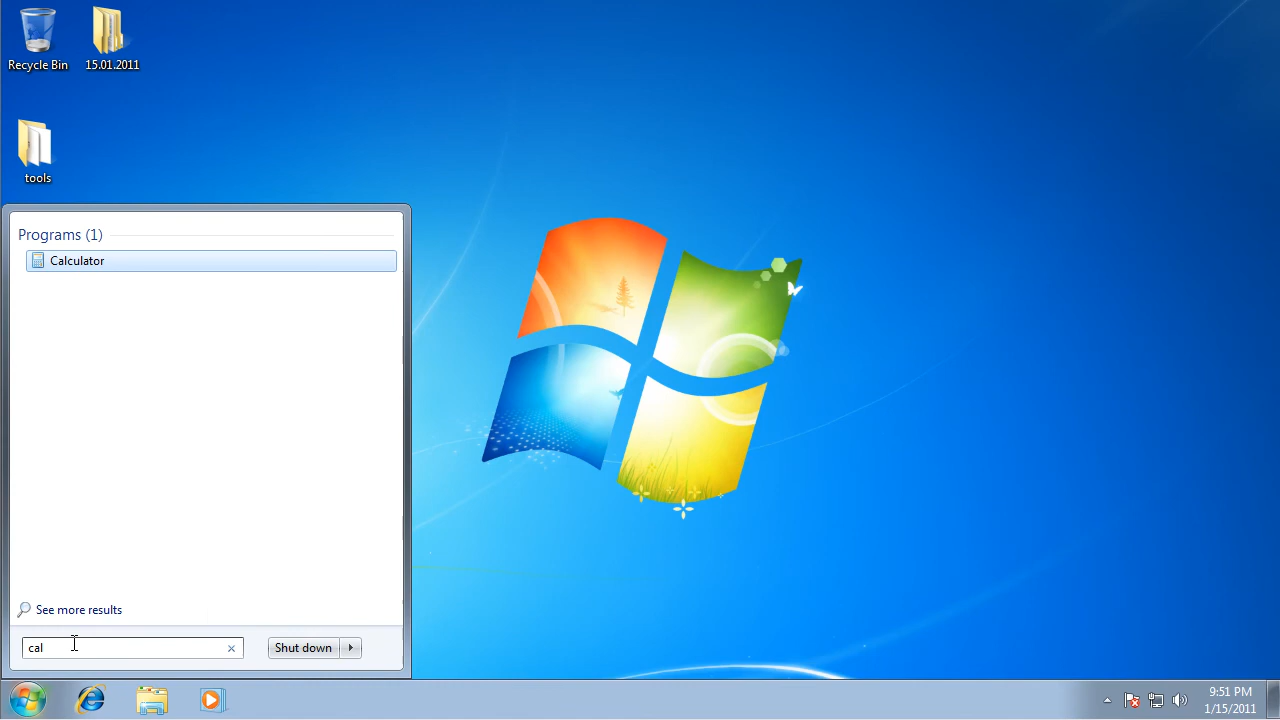 Recycle Bin
15.01.2011
tools
Programs (1)
Calculator
See more results
cal
Shut down
9:51 PM
1/15/2011